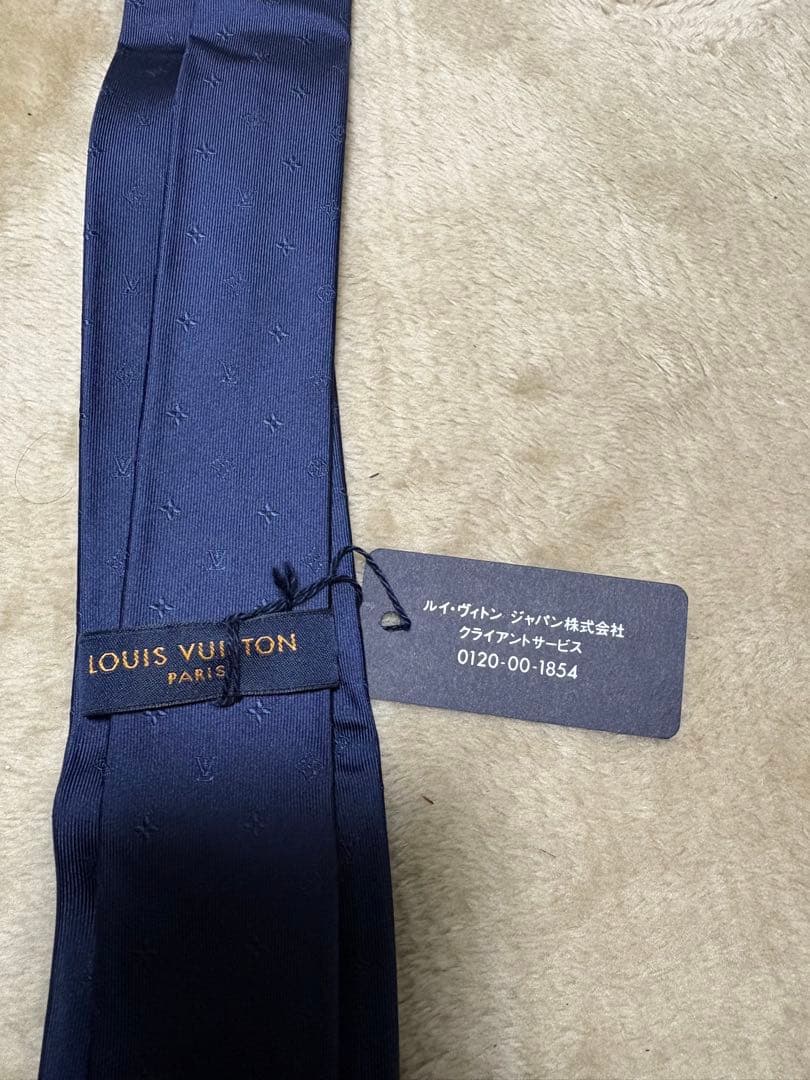 LOUIS VUITTON
PARIS
ルイ・ヴィトン ジャパン株式会社
クライアントサービス
0120-00-1854